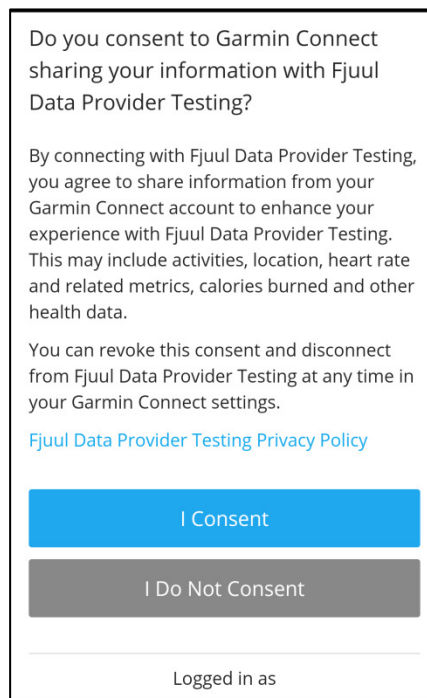 Do you consent to Garmin Connect
sharing your information with Fjuul
Data Provider Testing?
By connecting with Fjuul Data Provider Testing,
you agree to share information from your
Garmin Connect account to enhance your
experience with Fjuul Data Provider Testing.
This may include activities, location, heart rate
and related metrics, calories burned and other
health data.
You can revoke this consent and disconnect
from Fjuul Data Provider Testing at any time in
your Garmin Connect settings.
Fjuul Data Provider Testing Privacy Policy
I Consent
I Do Not Consent
Logged in as